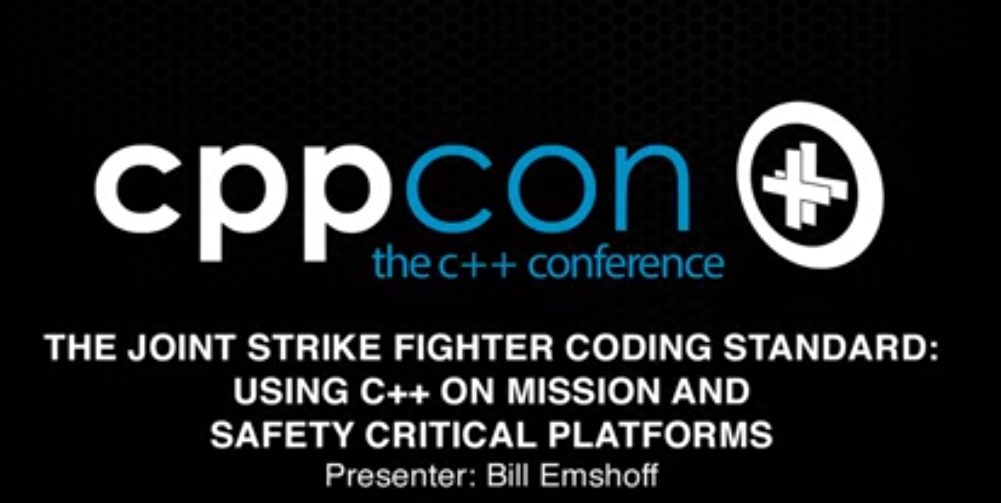 cppcon
the c++ conference
THE JOINT STRIKE FIGHTER CODING STANDARD:
USING C++ ON MISSION AND
SAFETY CRITICAL PLATFORMS
Presenter: Bill Emshoff